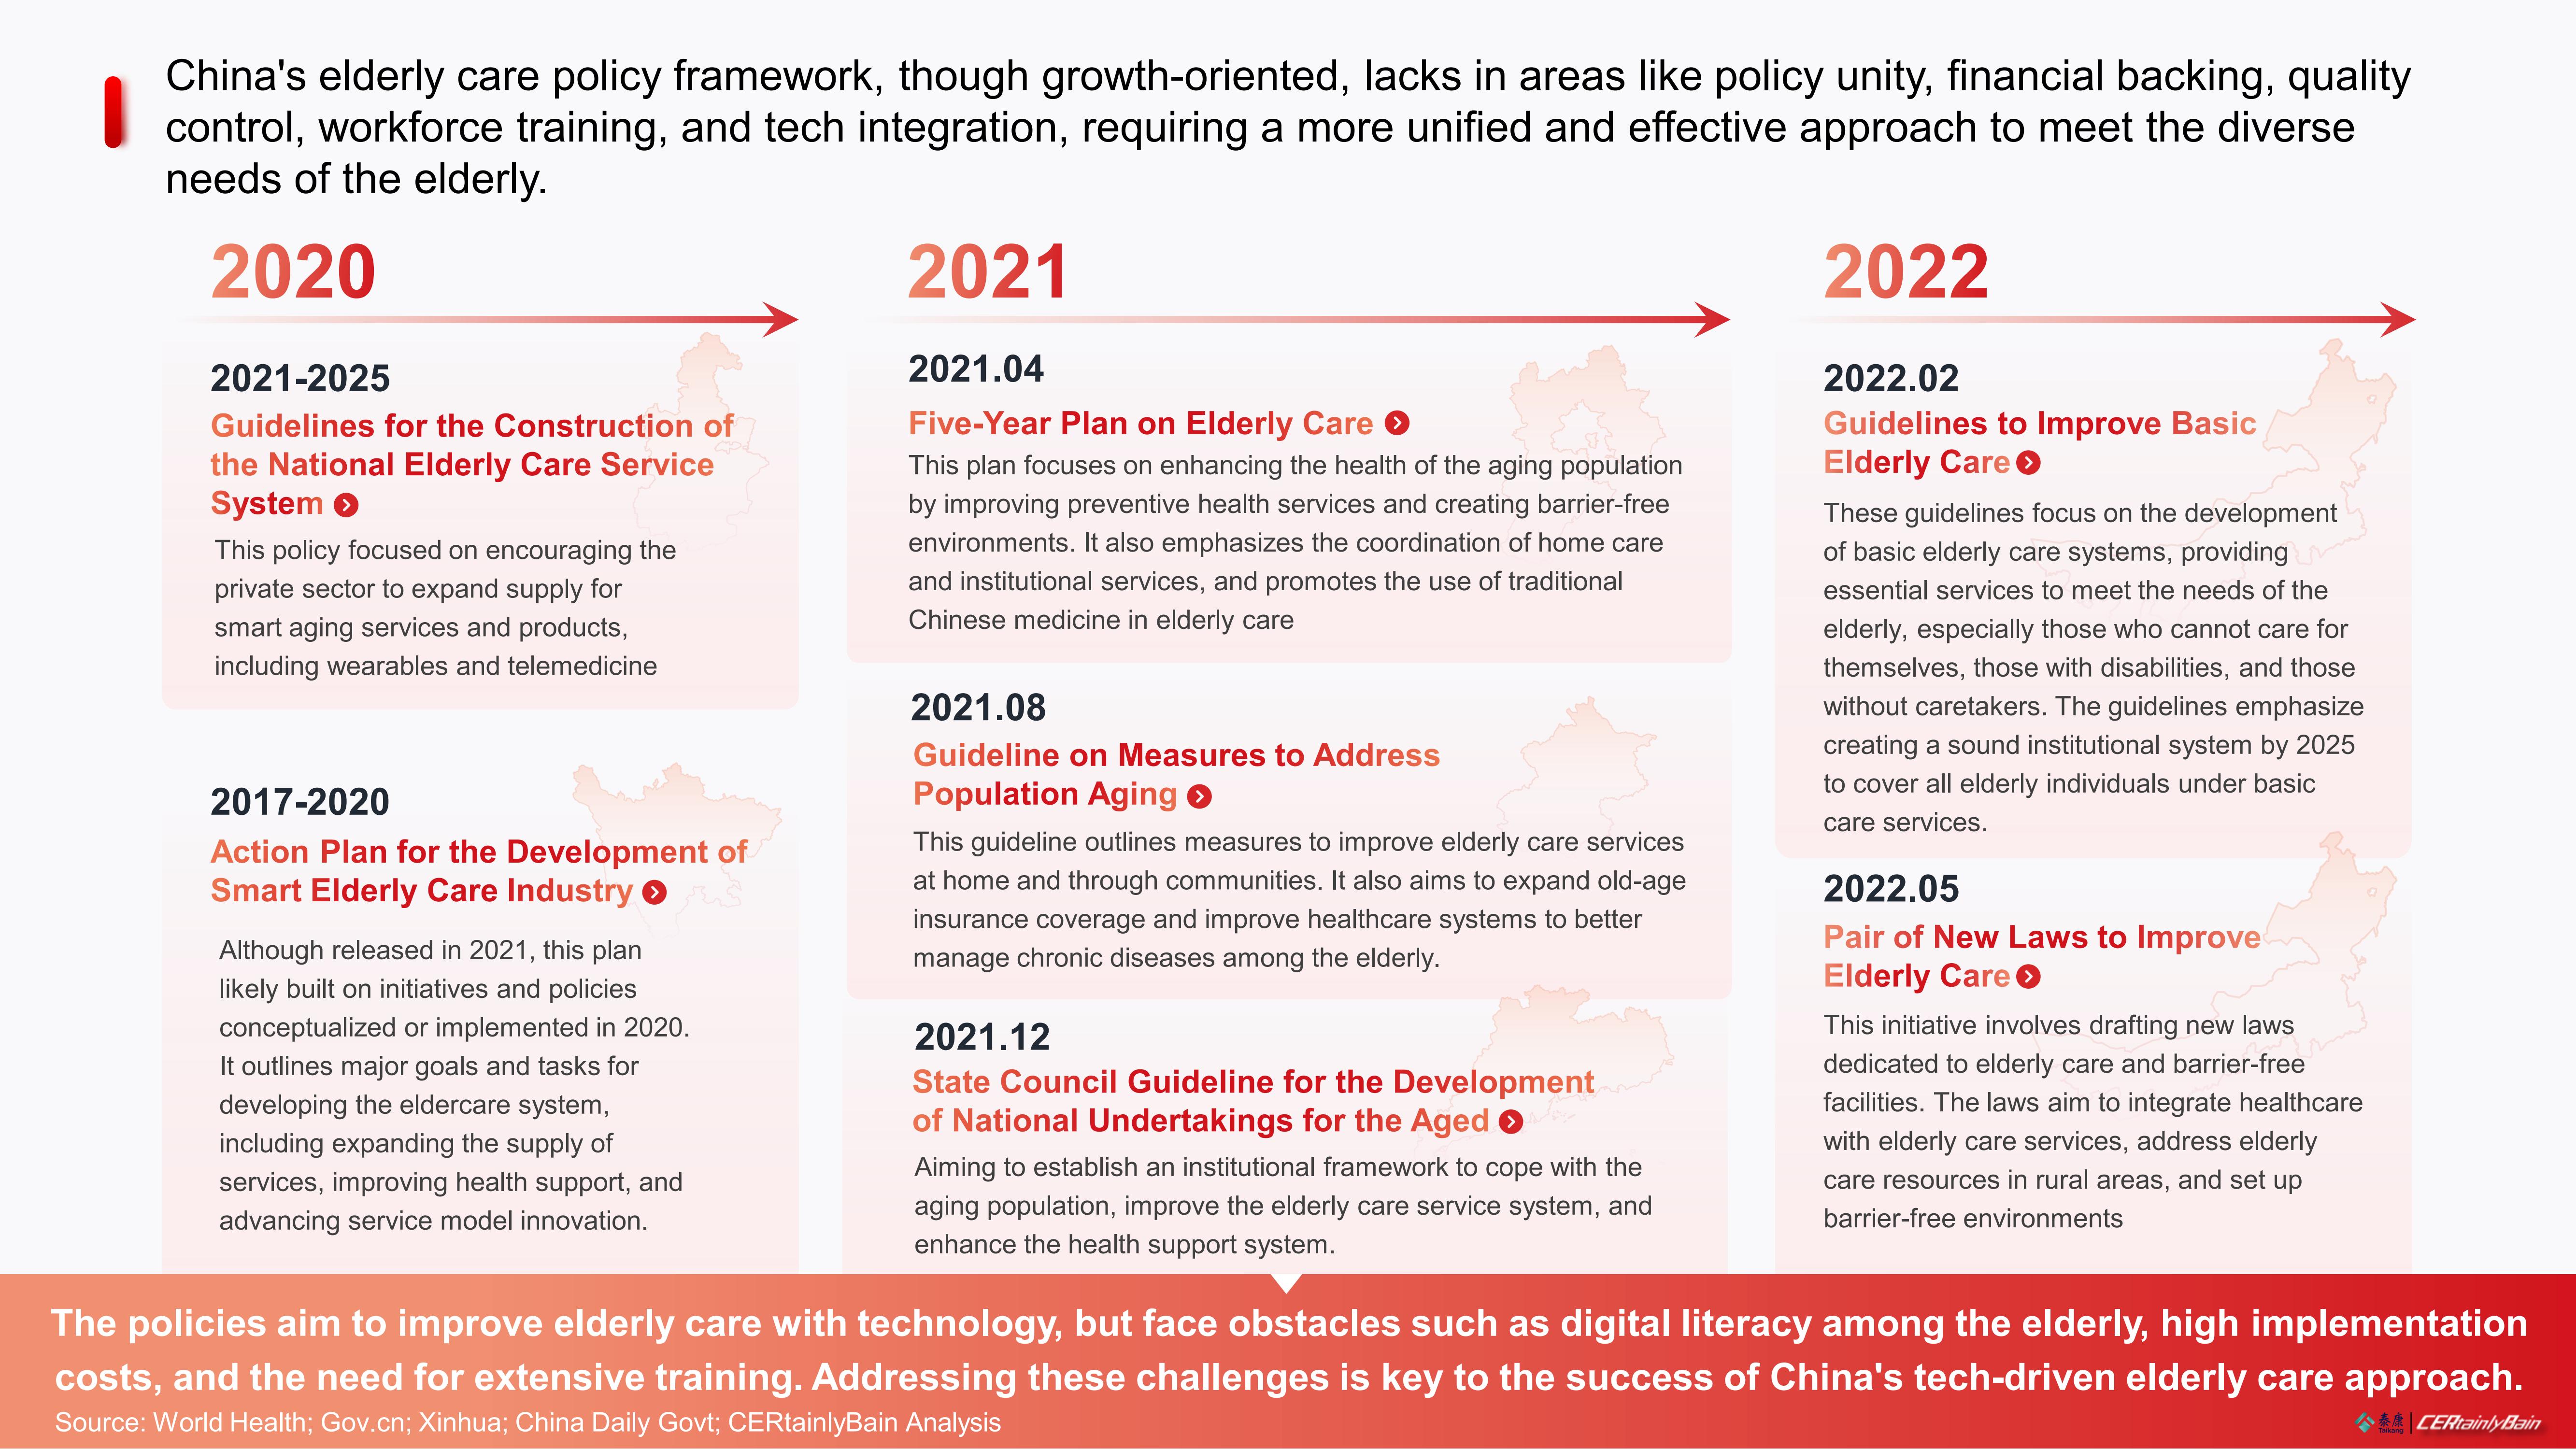 China's elderly care policy framework, though growth-oriented, lacks in areas like policy unity, financial backing, quality
control, workforce training, and tech integration, requiring a more unified and effective approach to meet the diverse
needs of the elderly.
2020
2021-2025
Guidelines for the Construction of
the National Elderly Care Service
System
This policy focused on encouraging the
private sector to expand supply for
smart aging services and products,
including wearables and telemedicine
2017-2020
Action Plan for the Development of
Smart Elderly Care Industry
Although released in 2021, this plan
likely built on initiatives and policies
conceptualized or implemented in 2020.
It outlines major goals and tasks for
developing the eldercare system,
including expanding the supply of
services, improving health support, and
advancing service model innovation.
2021
2021.04
Five-Year Plan on Elderly Care
This plan focuses on enhancing the health of the aging population
by improving preventive health services and creating barrier-free
environments. It also emphasizes the coordination of home care
and institutional services, and promotes the use of traditional
Chinese medicine in elderly care
2021.08
Guideline on Measures to Address
Population Aging
This guideline outlines measures to improve elderly care services
at home and through communities. It also aims to expand old-age
insurance coverage and improve healthcare systems to better
manage chronic diseases among the elderly.
2021.12
State Council Guideline for the Development
of National Undertakings for the Aged
Aiming to establish an institutional framework to cope with the
aging population, improve the elderly care service system, and
enhance the health support system.
2022
2022.02
Guidelines to Improve Basic
Elderly Care
These guidelines focus on the development
of basic elderly care systems, providing
essential services to meet the needs of the
elderly, especially those who cannot care for
themselves, those with disabilities, and those
without caretakers. The guidelines emphasize
creating a sound institutional system by 2025
to cover all elderly individuals under basic
care services.
2022.05
Pair of New Laws to Improve
Elderly Care
This initiative involves drafting new laws
dedicated to elderly care and barrier-free
facilities. The laws aim to integrate healthcare
with elderly care services, address elderly
care resources in rural areas, and set up
barrier-free environments
The policies aim to improve elderly care with technology, but face obstacles such as digital literacy among the elderly, high implementation
costs, and the need for extensive training. Addressing these challenges is key to the success of China's tech-driven elderly care approach.
Source: World Health; Gov.cn; Xinhua; China Daily Govt; CERtainlyBain Analysis
泰康
Taikang
CERtainlyBain